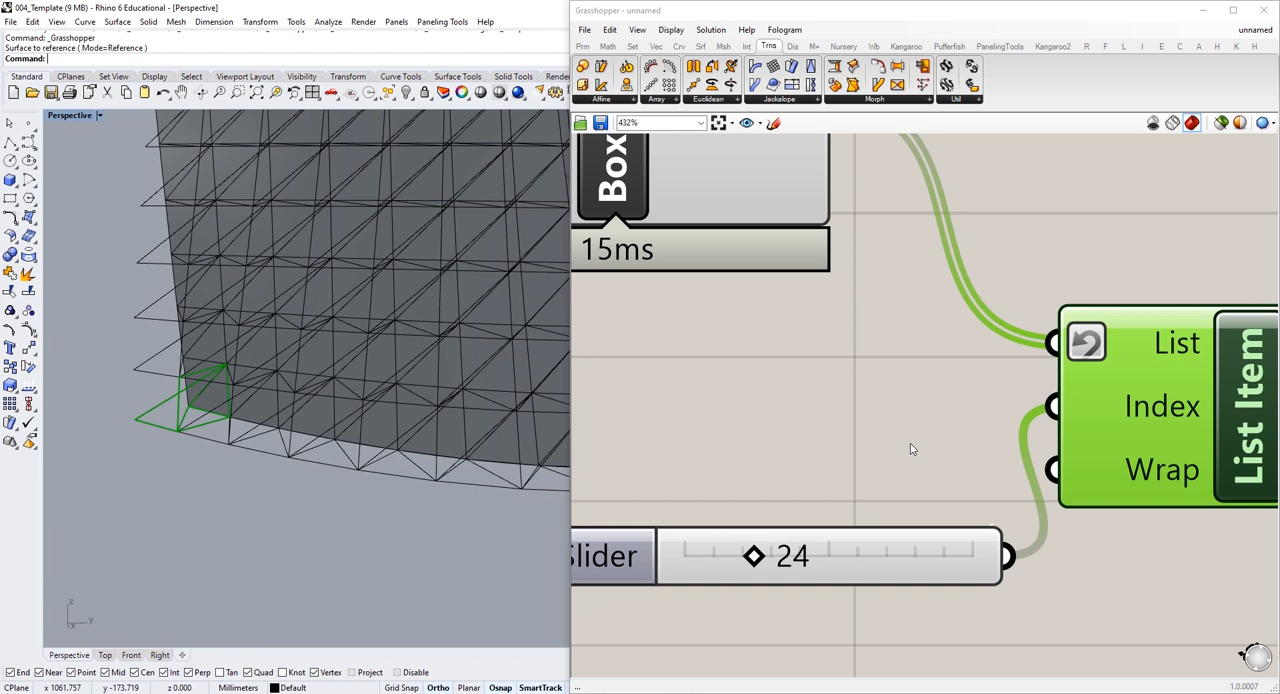 004_Template (9 MB) - Rhino 6 Educational - [Perspective]
File Edit View Curve Surface Solid Mesh Dimension Transform Tools Analyze Render Panels Paneling Tools Help
Command: _Grasshopper
Surface to reference ( Mode=Reference )
Command:
Standard CPlanes Set View Display Select Viewport Layout Visibility Transform Curve Tools Surface Tools Solid Tools
Perspective
Grasshopper - unnamed
File Edit View Display Solution Help Fologram unnamed
Prm Math Set Vec Crv Srf Msh Int Trns Dis M+ Nursery Wb Kangaroo Pufferfish PanelingTools Kangaroo2 R F L I E C A H K H
Affine Array Euclidean Jackalope Morph Util
432%
Box
15ms
List
Index
Wrap
List Item
Slider 24
z
y
x
Perspective Top Front Right
End Near Point Mid Cen Int Perp Tan Quad Knot Vertex Project Disable
CPlane x 1061.757 y -173.719 z 0.000 Millimeters Default Grid Snap Ortho Planar Osnap SmartTrack
...
1.0.0007